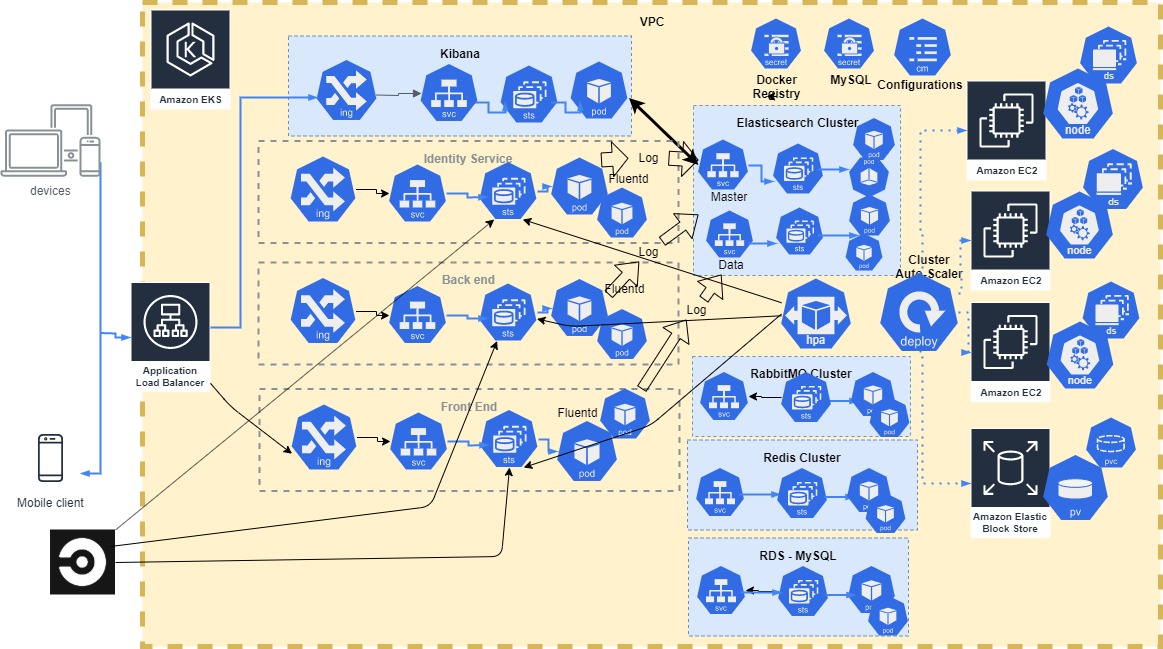 VPC
Amazon EKS
Kibana
ing
svc
sts
pod
secret
Docker
Registry
secret
MySQL
cm
Configurations
ds
node
Amazon EC2
devices
Identity Service
ing
svc
sts
pod
pod
Log
Fluentd
Elasticsearch Cluster
svc
Master
sts
pod
pod
svc
Data
sts
pod
pod
ds
node
Amazon EC2
Log
Back end
ing
svc
sts
pod
pod
Fluentd
Log
hpa
Cluster
Auto-Scaler
deploy
ds
node
Amazon EC2
Application
Load Balancer
RabbitMQ Cluster
svc
sts
pod
Front End
ing
svc
sts
Fluentd
pod
pod
Redis Cluster
svc
sts
pod
pvc
pv
Amazon Elastic
Block Store
Mobile client
RDS - MySQL
svc
sts
pod